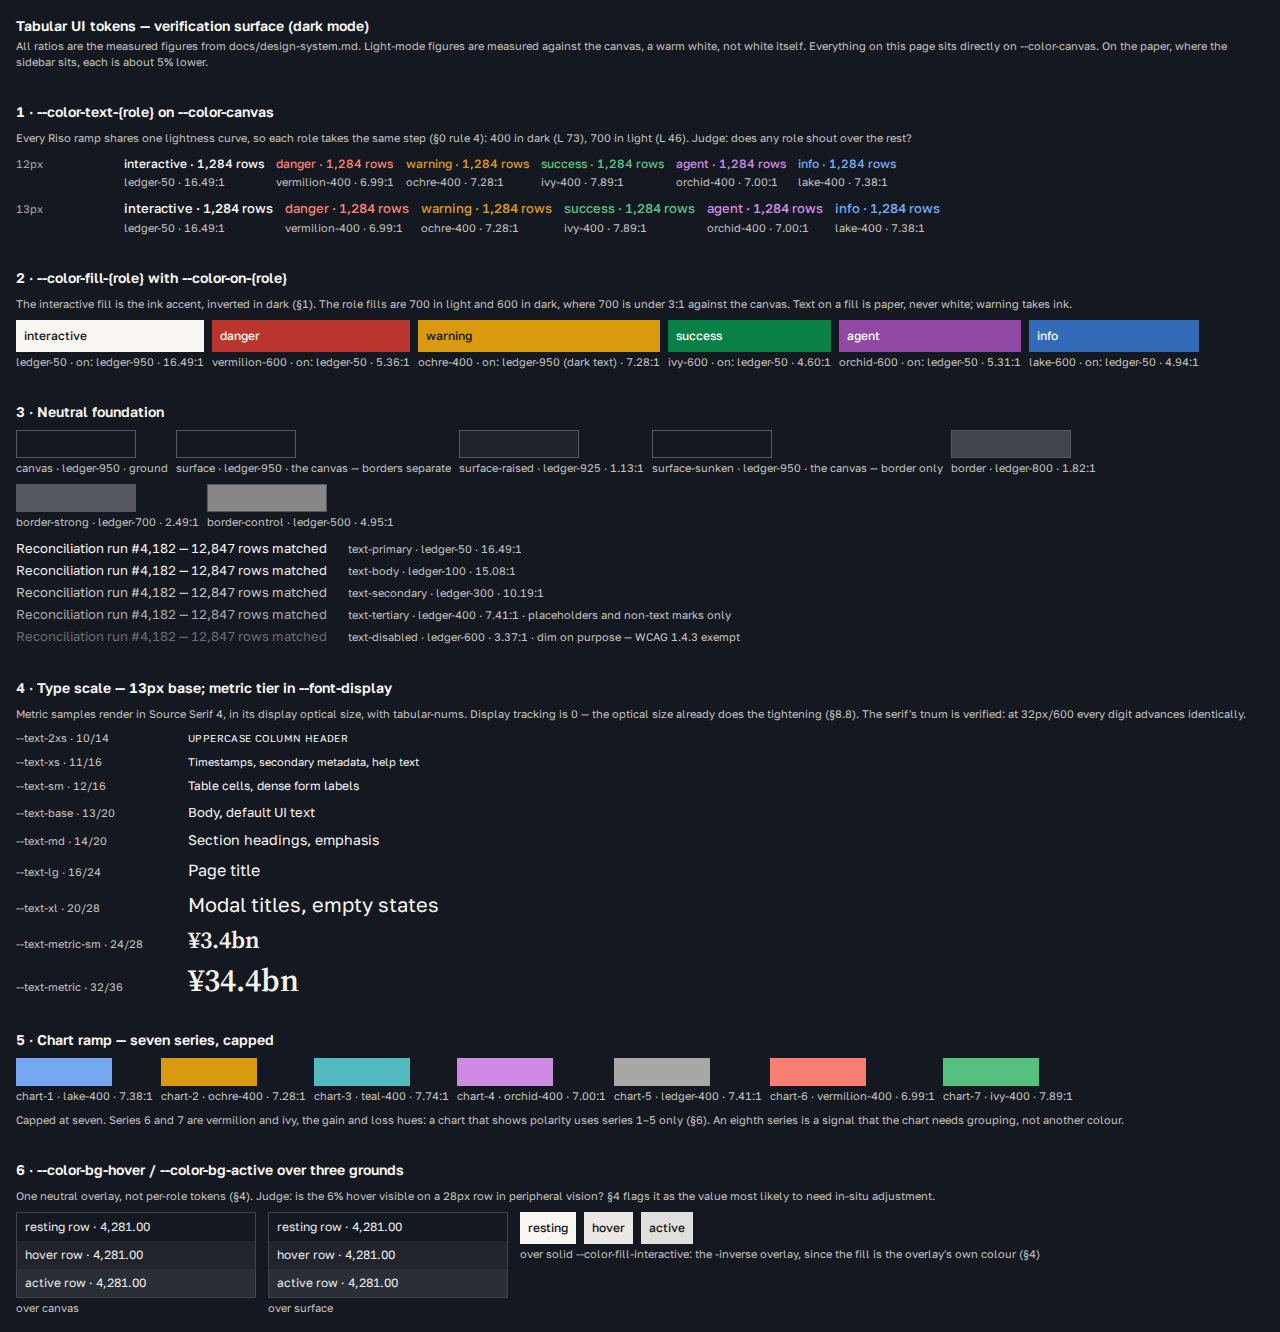 Tabular UI tokens — verification surface (dark mode)
All ratios are the measured figures from docs/design-system.md. Light-mode figures are measured against the canvas, a warm white, not white itself. Everything on this page sits directly on --color-canvas. On the paper, where the
sidebar sits, each is about 5% lower.
1 · --color-text-{role} on --color-canvas
Every Riso ramp shares one lightness curve, so each role takes the same step (§0 rule 4): 400 in dark (L 73), 700 in light (L 46). Judge: does any role shout over the rest?
12px interactive · 1,284 rows danger · 1,284 rows warning · 1,284 rows success · 1,284 rows agent · 1,284 rows info · 1,284 rows
ledger-50 · 16.49:1 vermilion-400 · 6.99:1 ochre-400 · 7.28:1 ivy-400 · 7.89:1 orchid-400 · 7.00:1 lake-400 · 7.38:1
13px interactive · 1,284 rows danger · 1,284 rows warning · 1,284 rows success · 1,284 rows agent · 1,284 rows info · 1,284 rows
ledger-50 · 16.49:1 vermilion-400 · 6.99:1 ochre-400 · 7.28:1 ivy-400 · 7.89:1 orchid-400 · 7.00:1 lake-400 · 7.38:1
2 · --color-fill-{role} with --color-on-{role}
The interactive fill is the ink accent, inverted in dark (§1). The role fills are 700 in light and 600 in dark, where 700 is under 3:1 against the canvas. Text on a fill is paper, never white; warning takes ink.
interactive danger warning success agent info
ledger-50 · on: ledger-950 · 16.49:1 vermilion-600 · on: ledger-50 · 5.36:1 ochre-400 · on: ledger-950 (dark text) · 7.28:1 ivy-600 · on: ledger-50 · 4.60:1 orchid-600 · on: ledger-50 · 5.31:1 lake-600 · on: ledger-50 · 4.94:1
3 · Neutral foundation
canvas · ledger-950 · ground surface · ledger-950 · the canvas — borders separate surface-raised · ledger-925 · 1.13:1 surface-sunken · ledger-950 · the canvas — border only border · ledger-800 · 1.82:1
border-strong · ledger-700 · 2.49:1 border-control · ledger-500 · 4.95:1
Reconciliation run #4,182 — 12,847 rows matched text-primary · ledger-50 · 16.49:1
Reconciliation run #4,182 — 12,847 rows matched text-body · ledger-100 · 15.08:1
Reconciliation run #4,182 — 12,847 rows matched text-secondary · ledger-300 · 10.19:1
Reconciliation run #4,182 — 12,847 rows matched text-tertiary · ledger-400 · 7.41:1 · placeholders and non-text marks only
Reconciliation run #4,182 — 12,847 rows matched text-disabled · ledger-600 · 3.37:1 · dim on purpose — WCAG 1.4.3 exempt
4 · Type scale — 13px base; metric tier in --font-display
Metric samples render in Source Serif 4, in its display optical size, with tabular-nums. Display tracking is 0 — the optical size already does the tightening (§8.8). The serif's tnum is verified: at 32px/600 every digit advances identically.
--text-2xs · 10/14 UPPERCASE COLUMN HEADER
--text-xs · 11/16 Timestamps, secondary metadata, help text
--text-sm · 12/16 Table cells, dense form labels
--text-base · 13/20 Body, default UI text
--text-md · 14/20 Section headings, emphasis
--text-lg · 16/24 Page title
--text-xl · 20/28 Modal titles, empty states
--text-metric-sm · 24/28 ¥3.4bn
--text-metric · 32/36 ¥34.4bn
5 · Chart ramp — seven series, capped
chart-1 · lake-400 · 7.38:1 chart-2 · ochre-400 · 7.28:1 chart-3 · teal-400 · 7.74:1 chart-4 · orchid-400 · 7.00:1 chart-5 · ledger-400 · 7.41:1 chart-6 · vermilion-400 · 6.99:1 chart-7 · ivy-400 · 7.89:1
Capped at seven. Series 6 and 7 are vermilion and ivy, the gain and loss hues: a chart that shows polarity uses series 1–5 only (§6). An eighth series is a signal that the chart needs grouping, not another colour.
6 · --color-bg-hover / --color-bg-active over three grounds
One neutral overlay, not per-role tokens (§4). Judge: is the 6% hover visible on a 28px row in peripheral vision? §4 flags it as the value most likely to need in-situ adjustment.
resting row · 4,281.00 resting row · 4,281.00 resting hover active
hover row · 4,281.00 hover row · 4,281.00 over solid --color-fill-interactive: the -inverse overlay, since the fill is the overlay's own colour (§4)
active row · 4,281.00 active row · 4,281.00
over canvas over surface